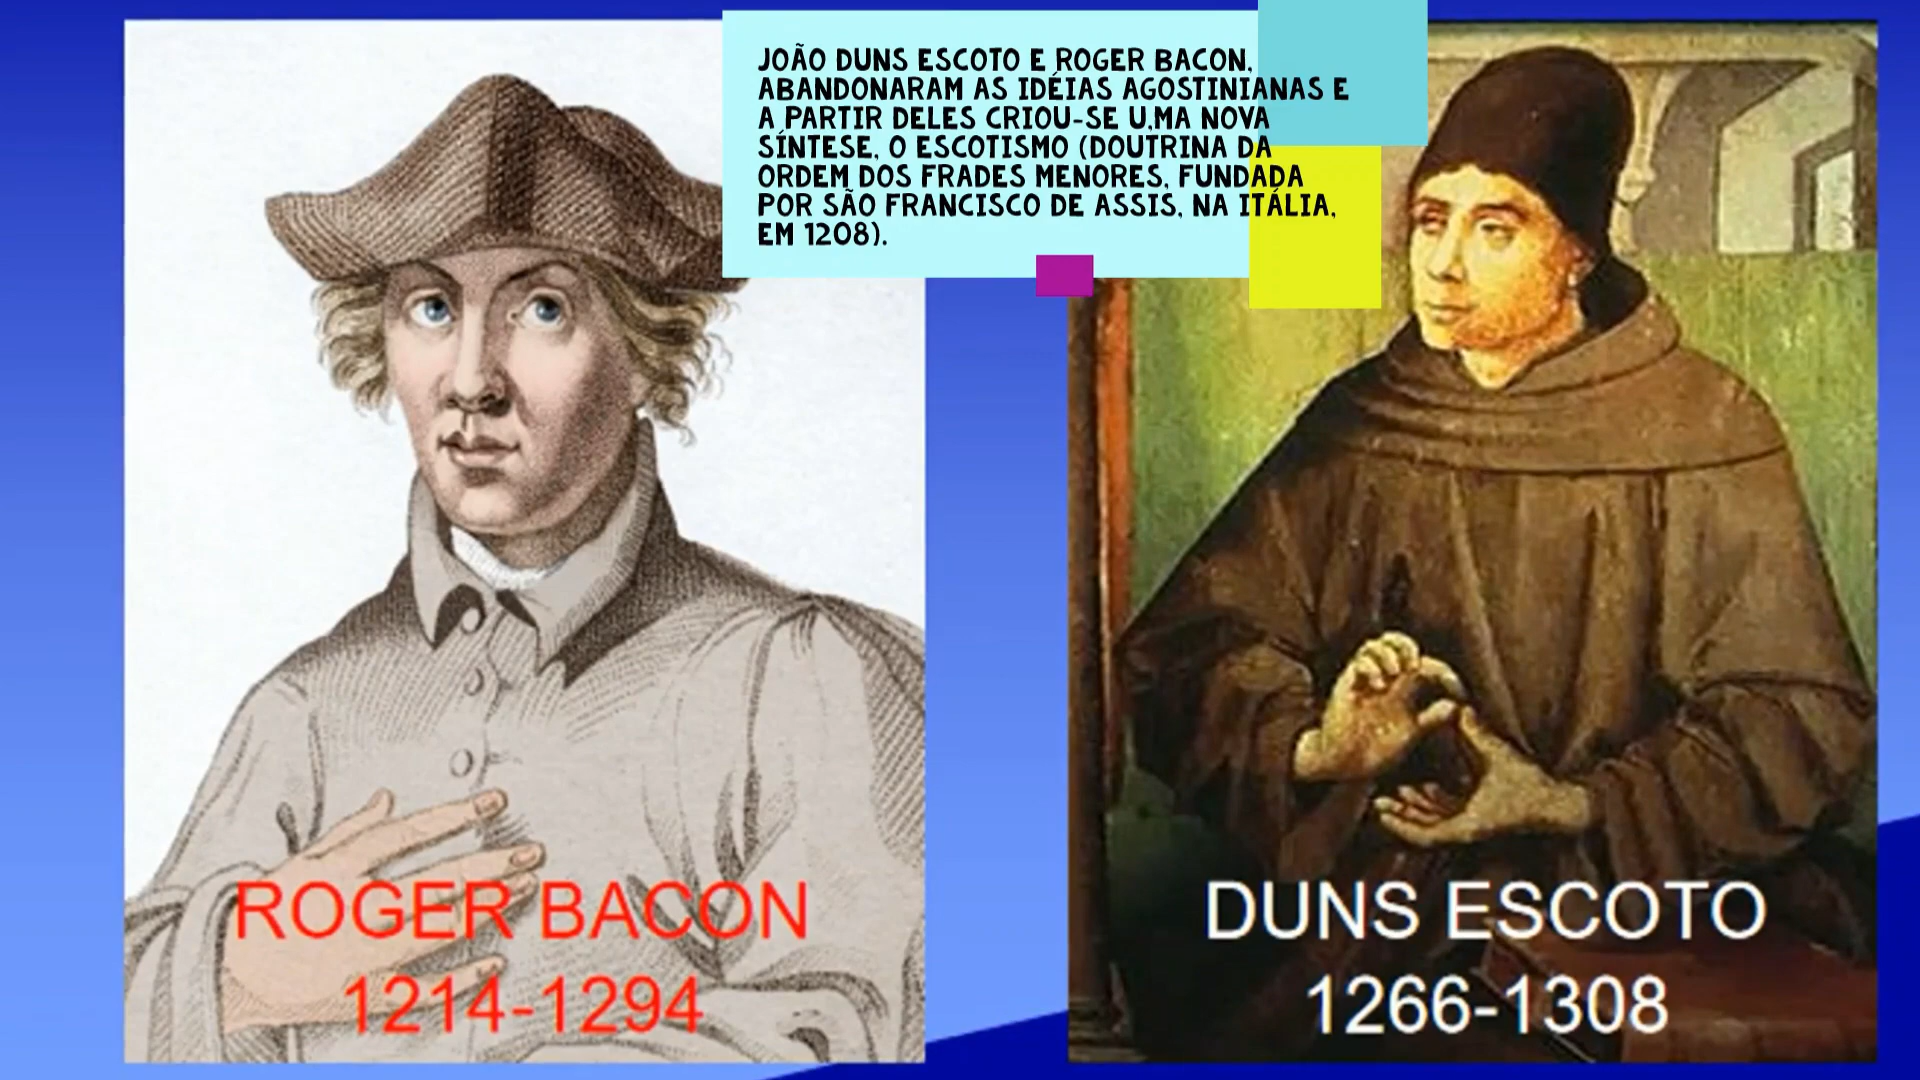 JOÃO DUNS ESCOTO E ROGER BACON,
ABANDONARAM AS IDÉIAS AGOSTINIANAS E
A PARTIR DELES CRIOU-SE U,MA NOVA
SÍNTESE, O ESCOTISMO (DOUTRINA DA
ORDEM DOS FRADES MENORES, FUNDADA
POR SÃO FRANCISCO DE ASSIS, NA ITÁLIA,
EM 1208).
ROGER BACON
1214-1294
DUNS ESCOTO
1266-1308